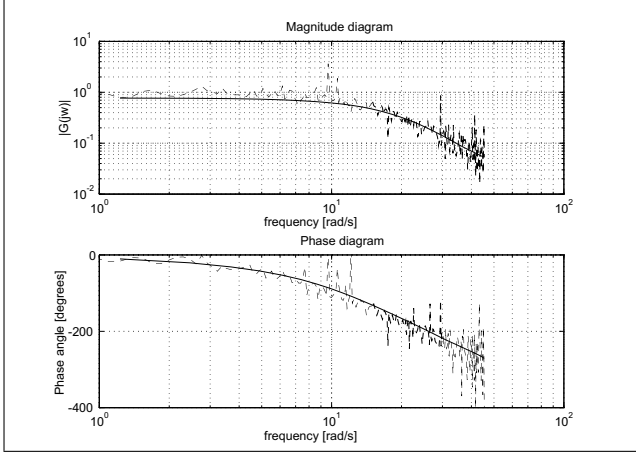 Magnitude diagram
10^1
10^0
10^-1
10^-2
|G(jw)|
10^0
10^1
10^2
frequency [rad/s]
Phase diagram
0
-200
-400
Phase angle [degrees]
10^0
10^1
10^2
frequency [rad/s]